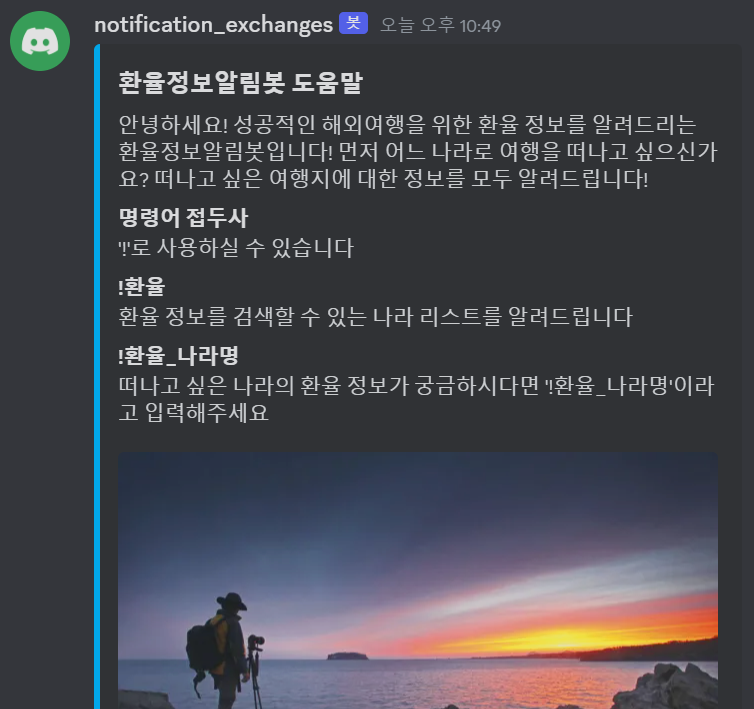 notification_exchanges 봇 오늘 오후 10:49
환율정보알림봇 도움말
안녕하세요! 성공적인 해외여행을 위한 환율 정보를 알려드리는
환율정보알림봇입니다! 먼저 어느 나라로 여행을 떠나고 싶으신가
요? 떠나고 싶은 여행지에 대한 정보를 모두 알려드립니다!
명령어 접두사
'!'로 사용하실 수 있습니다
!환율
환율 정보를 검색할 수 있는 나라 리스트를 알려드립니다
!환율_나라명
떠나고 싶은 나라의 환율 정보가 궁금하시다면 '!환율_나라명'이라
고 입력해주세요